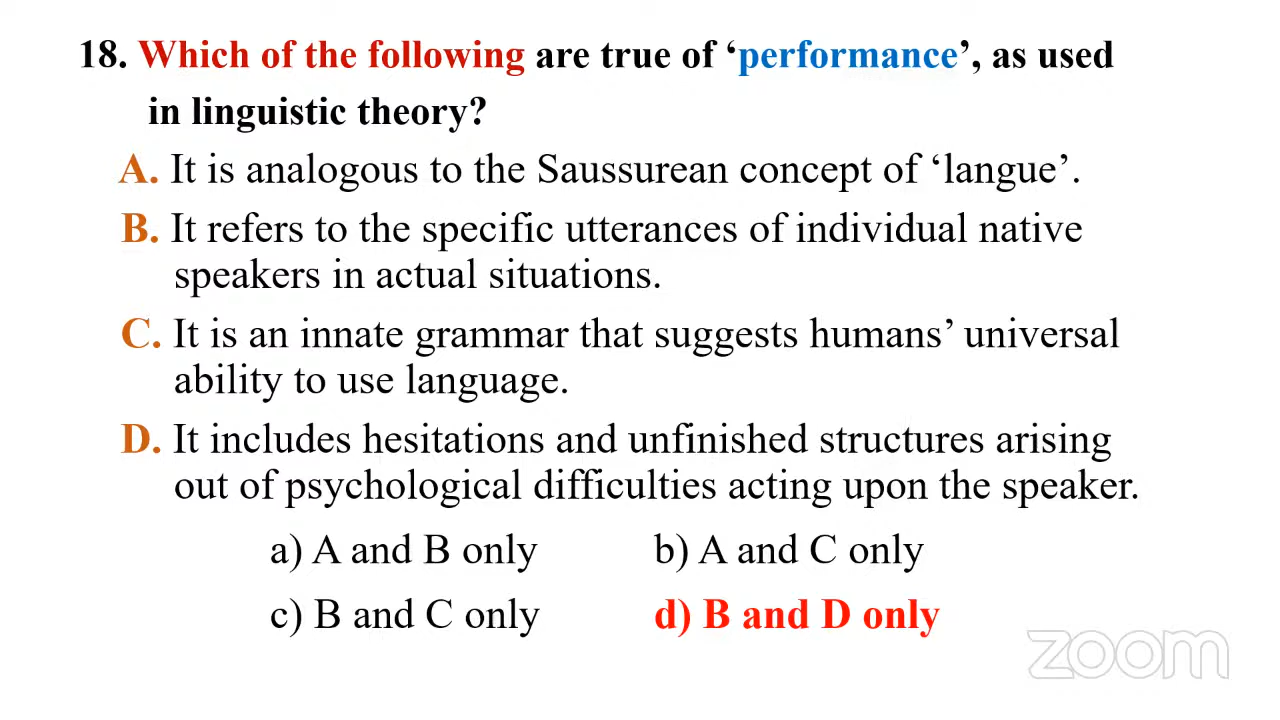 18. Which of the following are true of ‘performance’, as used
in linguistic theory?
A. It is analogous to the Saussurean concept of ‘langue’.
B. It refers to the specific utterances of individual native
speakers in actual situations.
C. It is an innate grammar that suggests humans’ universal
ability to use language.
D. It includes hesitations and unfinished structures arising
out of psychological difficulties acting upon the speaker.
a) A and B only b) A and C only
c) B and C only d) B and D only
zoom